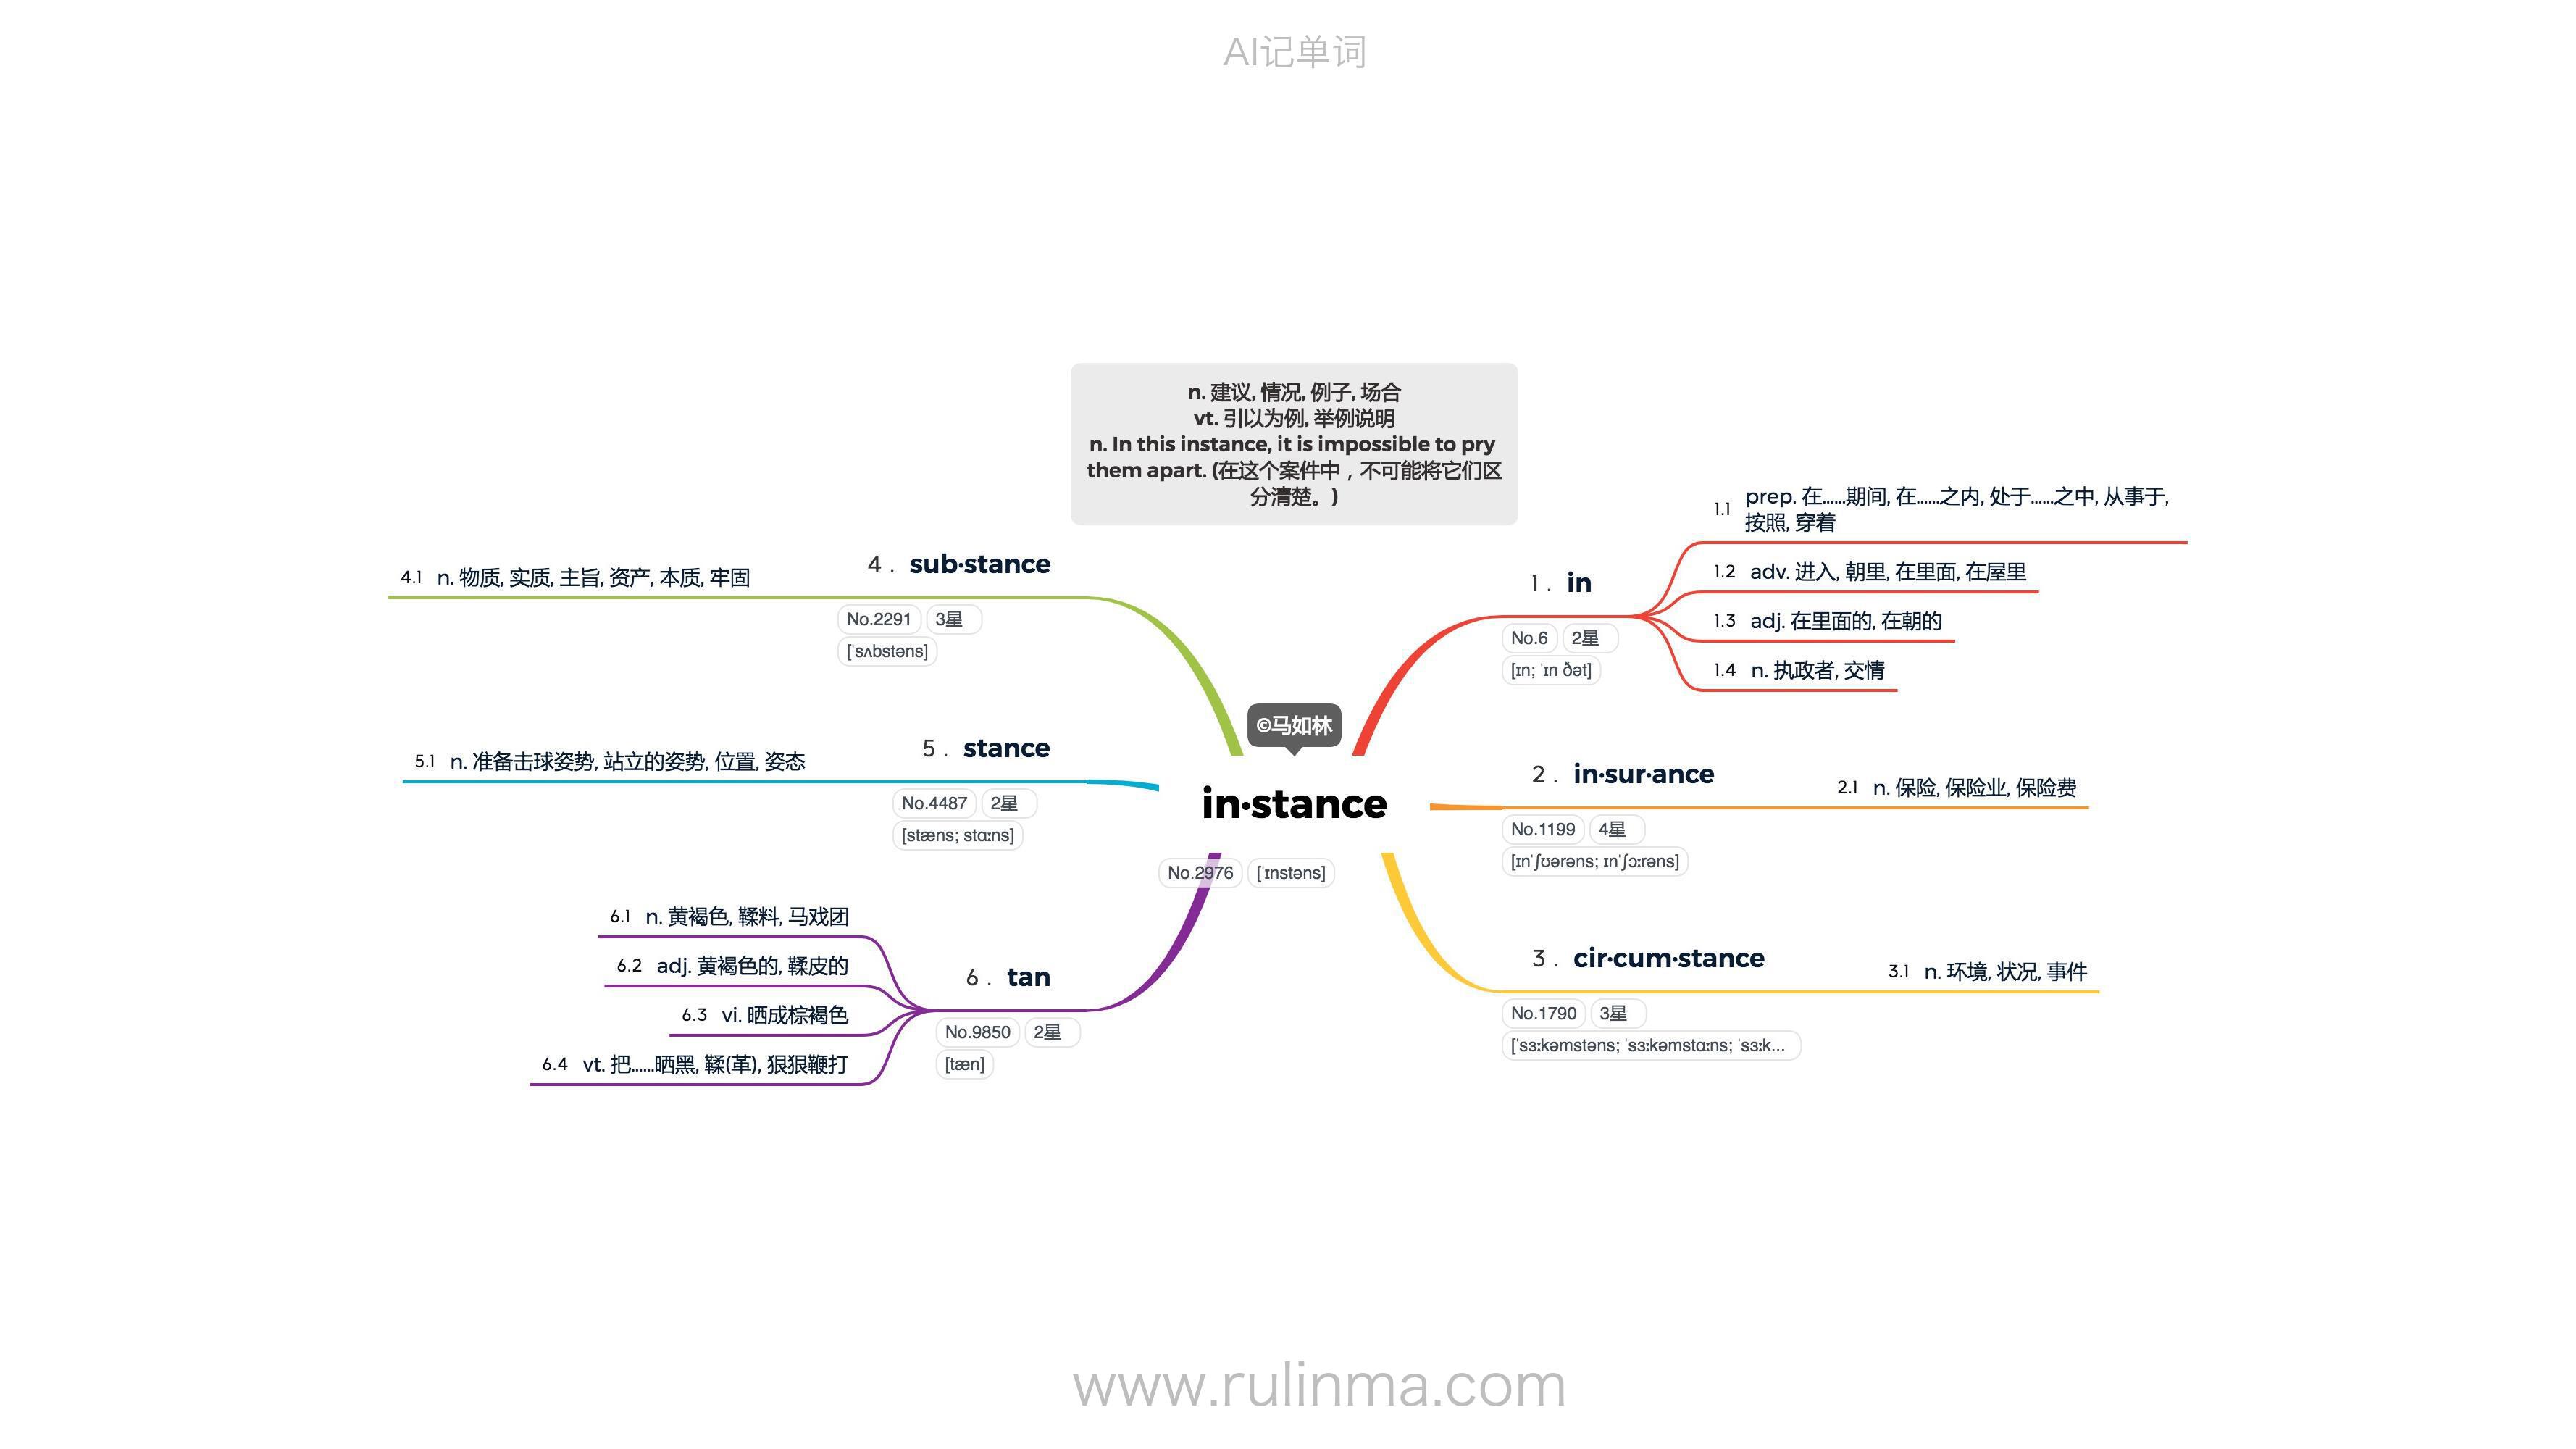 AI记单词
n. 建议, 情况, 例子, 场合
vt. 引以为例, 举例说明
n. In this instance, it is impossible to pry
them apart. (在这个案件中，不可能将它们区
分清楚。)
©马如林
in·stance
No.2976 [ˈɪnstəns]
1. in
No.6 2星
[ɪn; ˈɪn ðət]
1.1 prep. 在……期间, 在……之内, 处于……之中, 从事于,
按照, 穿着
1.2 adv. 进入, 朝里, 在里面, 在屋里
1.3 adj. 在里面的, 在朝的
1.4 n. 执政者, 交情
2. in·sur·ance
No.1199 4星
[ɪnˈʃʊərəns; ɪnˈʃɔːrəns]
2.1 n. 保险, 保险业, 保险费
3. cir·cum·stance
No.1790 3星
[ˈsɜːkəmstəns; ˈsɜːkəmstɑːns; ˈsɜːk...
3.1 n. 环境, 状况, 事件
4. sub·stance
No.2291 3星
[ˈsʌbstəns]
4.1 n. 物质, 实质, 主旨, 资产, 本质, 牢固
5. stance
No.4487 2星
[stæns; stɑːns]
5.1 n. 准备击球姿势, 站立的姿势, 位置, 姿态
6. tan
No.9850 2星
[tæn]
6.1 n. 黄褐色, 鞣料, 马戏团
6.2 adj. 黄褐色的, 鞣皮的
6.3 vi. 晒成棕褐色
6.4 vt. 把……晒黑, 鞣(革), 狠狠鞭打
www.rulinma.com